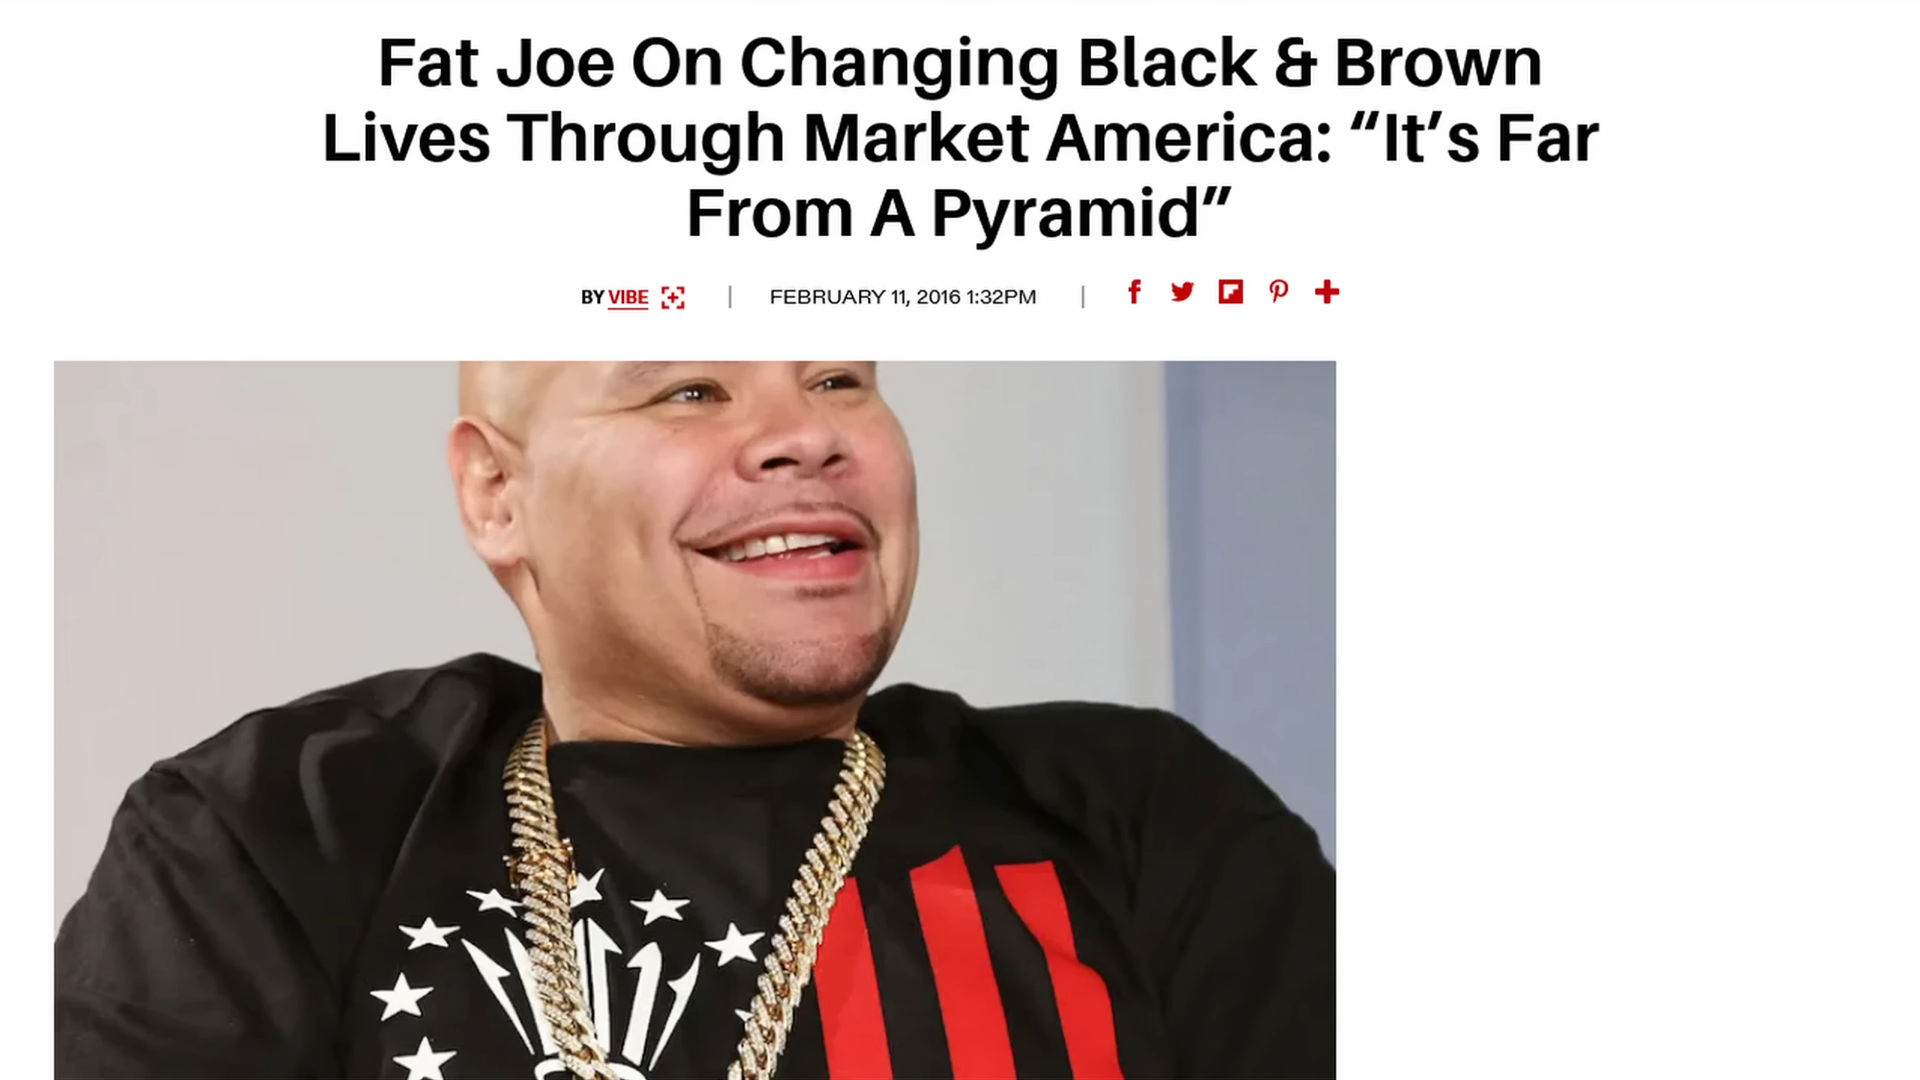 Fat Joe On Changing Black & Brown
Lives Through Market America: “It’s Far
From A Pyramid”
BY VIBE | FEBRUARY 11, 2016 1:32PM |